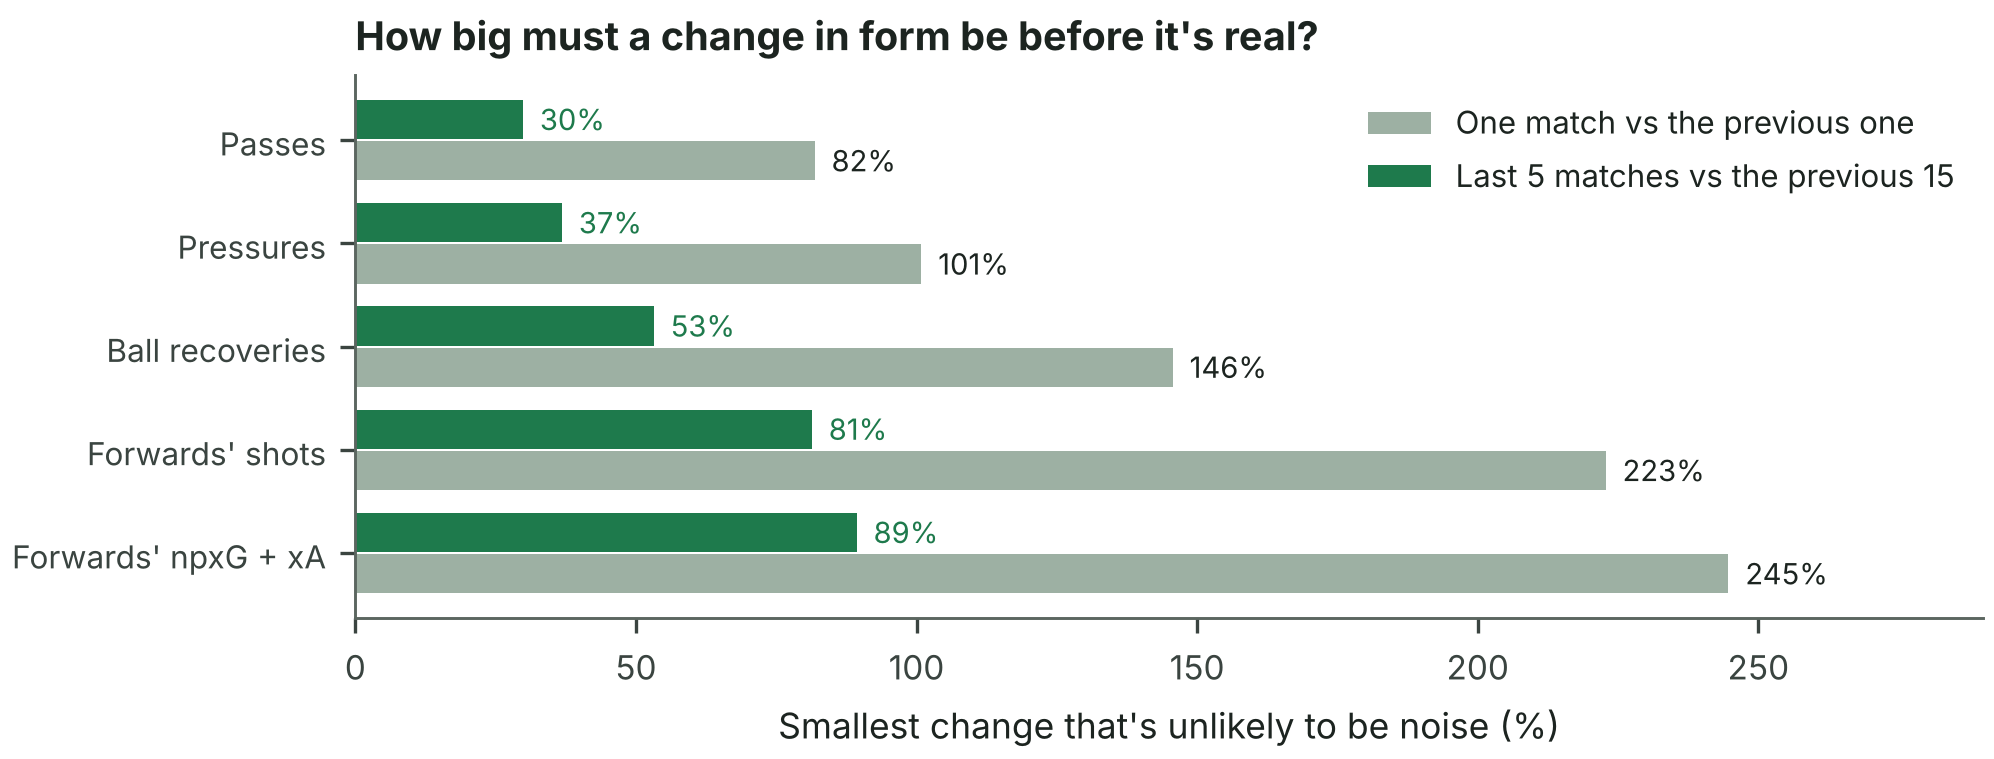 How big must a change in form be before it's real?
One match vs the previous one
Last 5 matches vs the previous 15
Passes
30%
82%
Pressures
37%
101%
Ball recoveries
53%
146%
Forwards' shots
81%
223%
Forwards' npxG + xA
89%
245%
0 50 100 150 200 250
Smallest change that's unlikely to be noise (%)